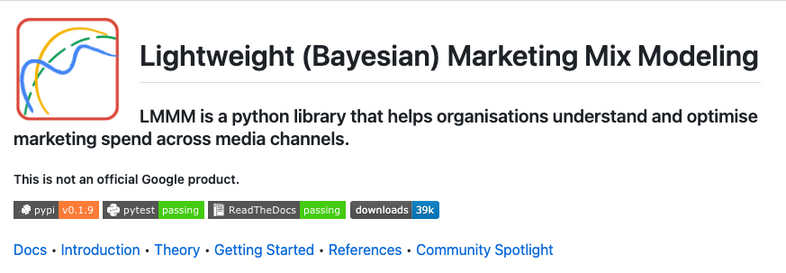 Lightweight (Bayesian) Marketing Mix Modeling
LMMM is a python library that helps organisations understand and optimise
marketing spend across media channels.
This is not an official Google product.
pypi v0.1.9 pytest passing ReadTheDocs passing downloads 39k
Docs • Introduction • Theory • Getting Started • References • Community Spotlight